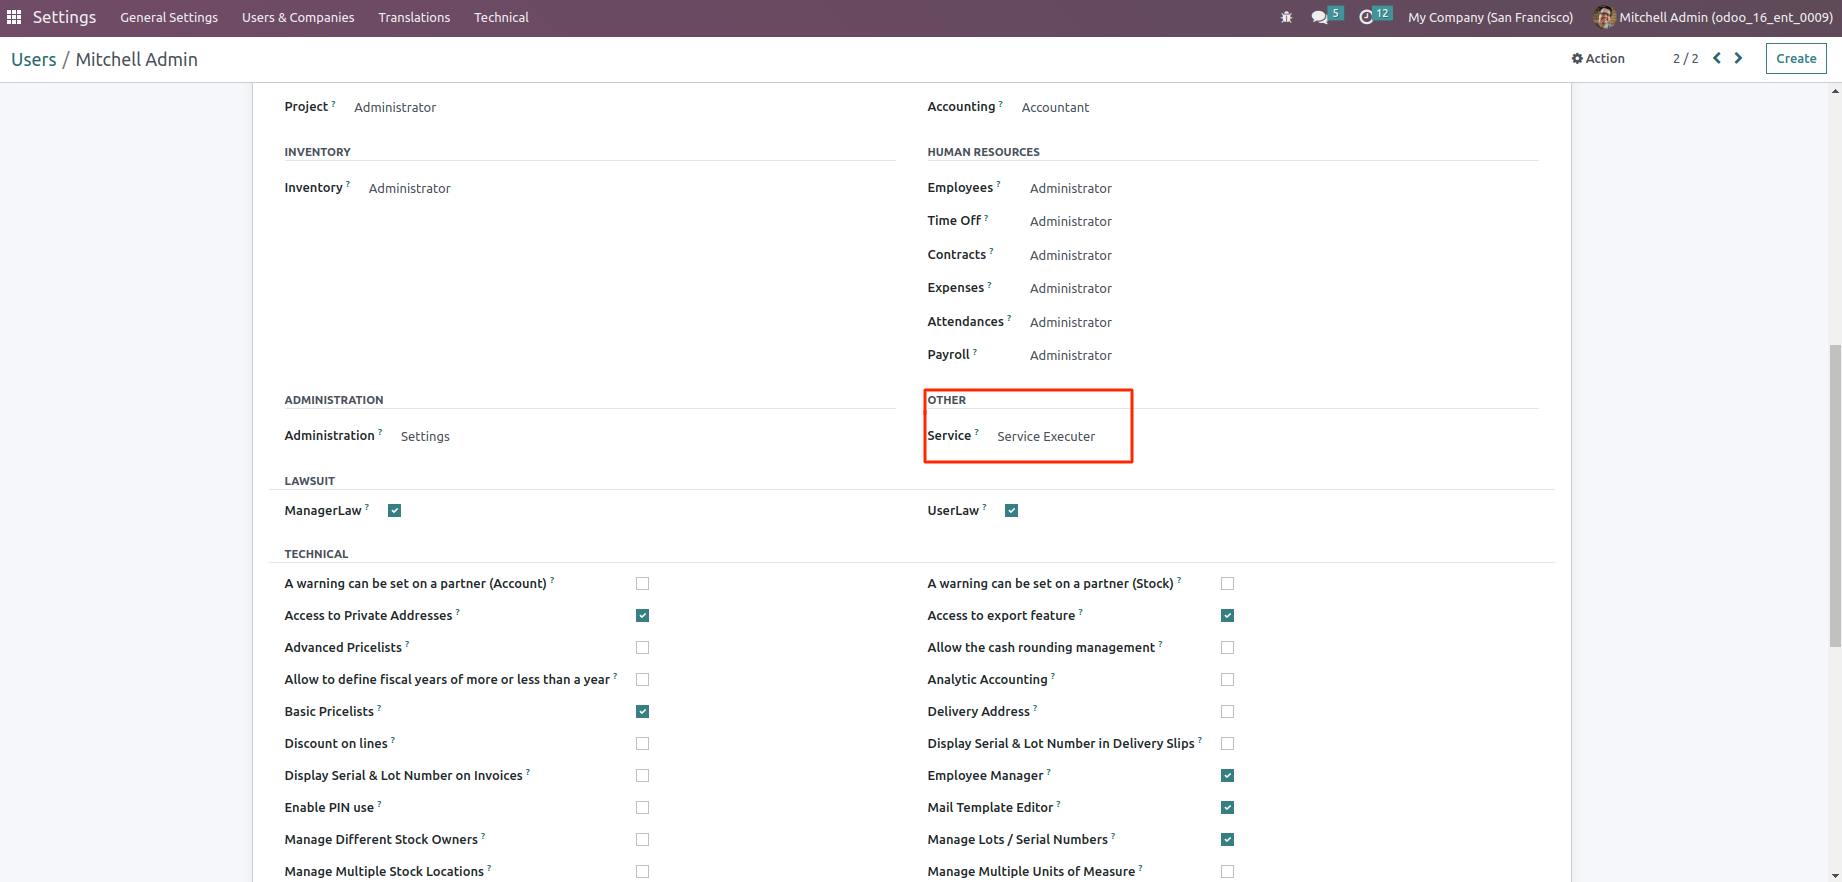 Settings General Settings Users & Companies Translations Technical 5 12 My Company (San Francisco) Mitchell Admin (odoo_16_ent_0009)
Users / Mitchell Admin Action 2 / 2 Create
Project ? Administrator Accounting ? Accountant
INVENTORY HUMAN RESOURCES
Inventory ? Administrator Employees ? Administrator
Time Off ? Administrator
Contracts ? Administrator
Expenses ? Administrator
Attendances ? Administrator
Payroll ? Administrator
ADMINISTRATION OTHER
Administration ? Settings Service ? Service Executer
LAWSUIT
ManagerLaw ? UserLaw ?
TECHNICAL
A warning can be set on a partner (Account) ? A warning can be set on a partner (Stock) ?
Access to Private Addresses ? Access to export feature ?
Advanced Pricelists ? Allow the cash rounding management ?
Allow to define fiscal years of more or less than a year ? Analytic Accounting ?
Basic Pricelists ? Delivery Address ?
Discount on lines ? Display Serial & Lot Number in Delivery Slips ?
Display Serial & Lot Number on Invoices ? Employee Manager ?
Enable PIN use ? Mail Template Editor ?
Manage Different Stock Owners ? Manage Lots / Serial Numbers ?
Manage Multiple Stock Locations ? Manage Multiple Units of Measure ?